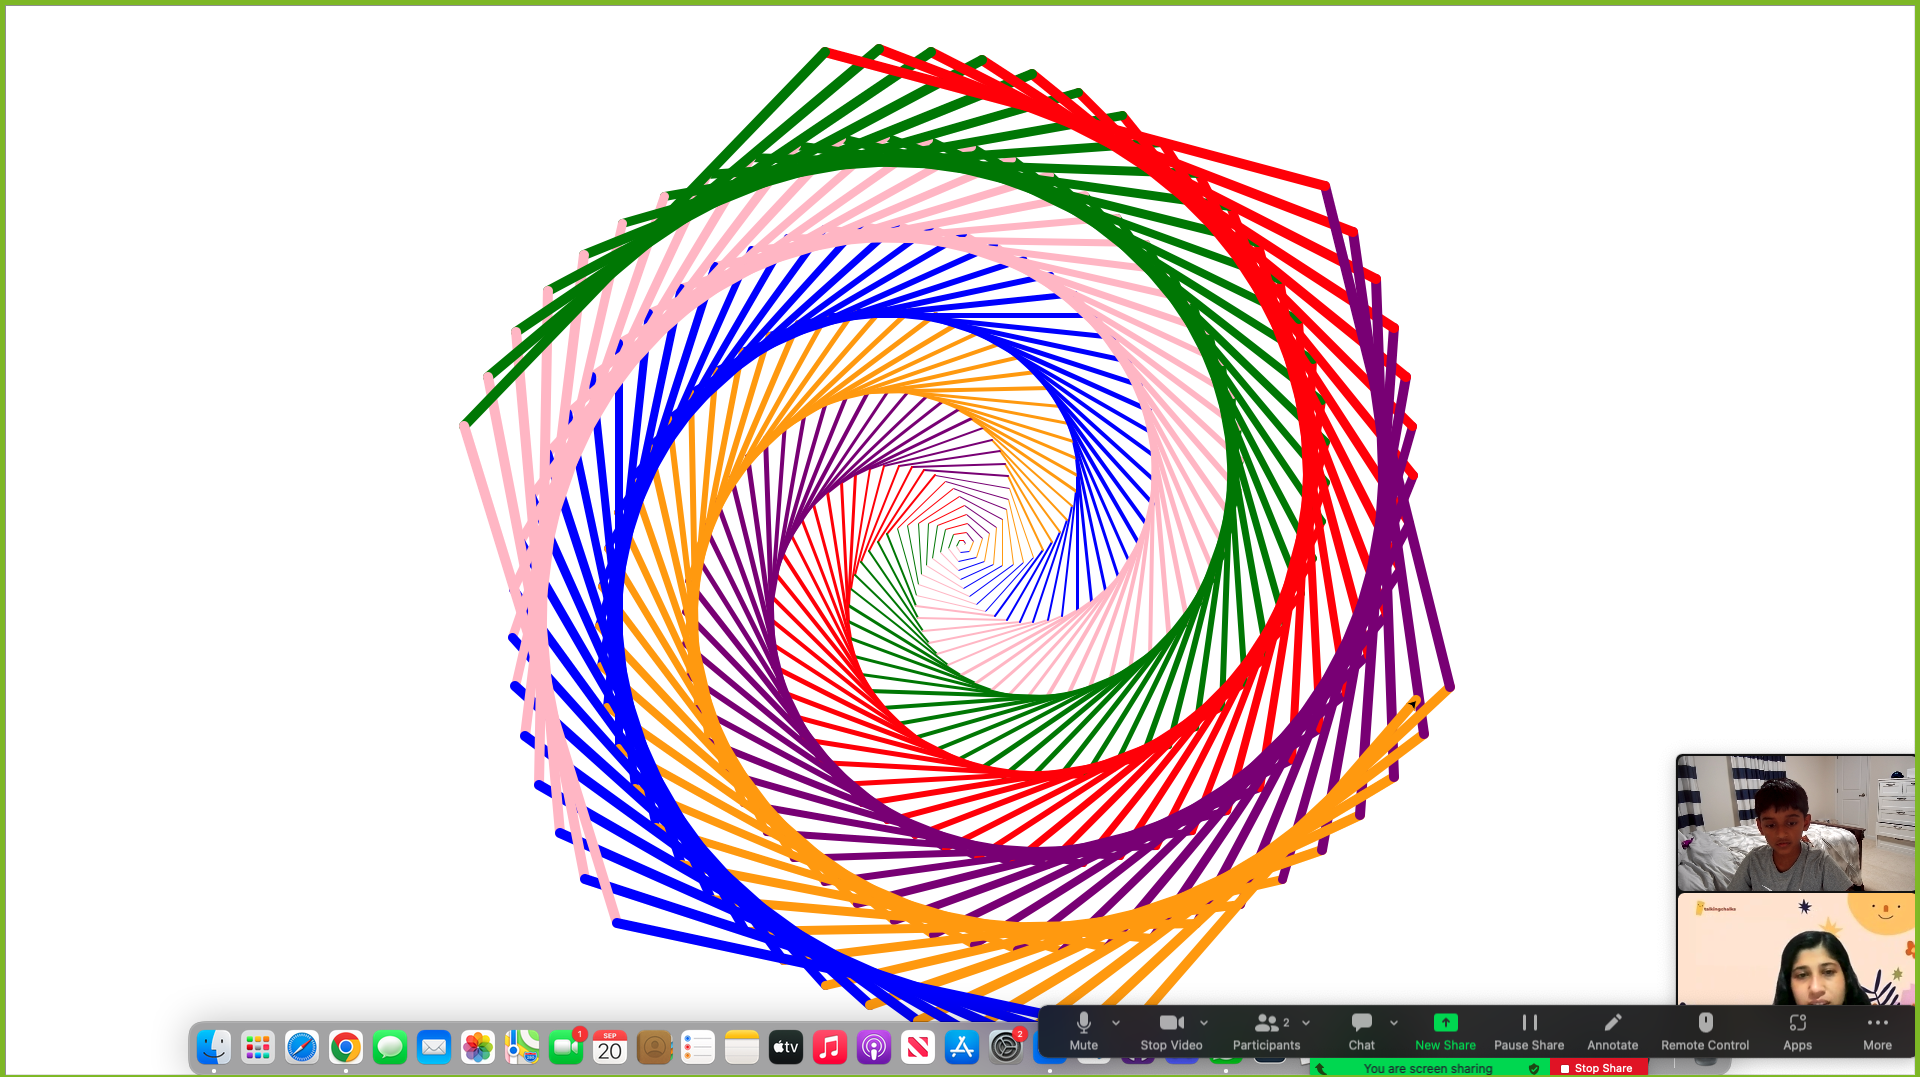 talkingchalks
1
SEP
20
tv
2
Mute
Stop Video
2
Participants
Chat
New Share
Pause Share
Annotate
Remote Control
Apps
More
You are screen sharing
Stop Share